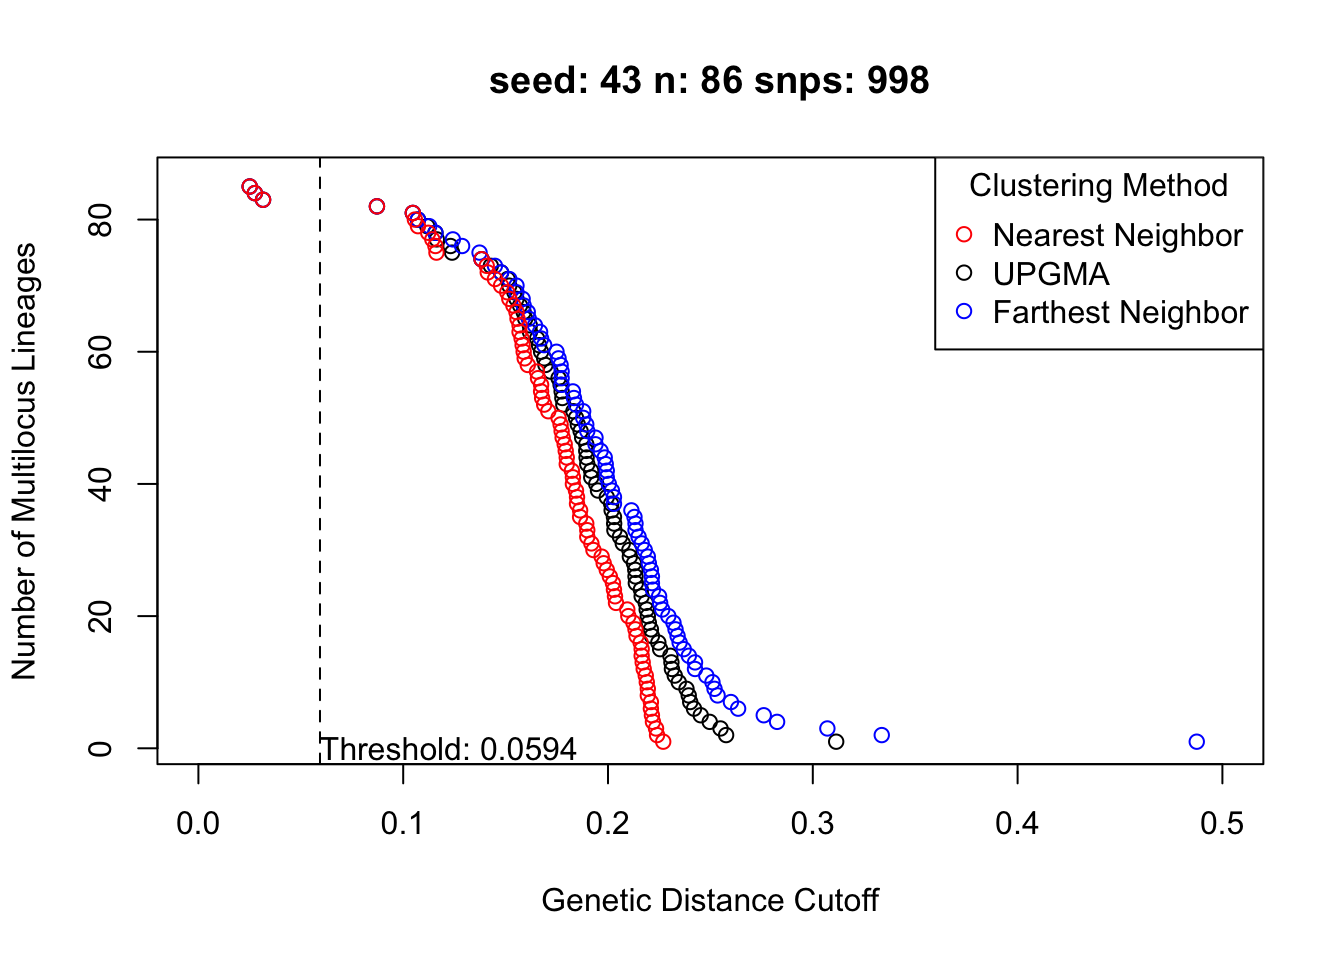 seed: 43 n: 86 snps: 998
Clustering Method
Nearest Neighbor
UPGMA
Farthest Neighbor
Number of Multilocus Lineages
80
60
40
20
0
Threshold: 0.0594
0.0 0.1 0.2 0.3 0.4 0.5
Genetic Distance Cutoff